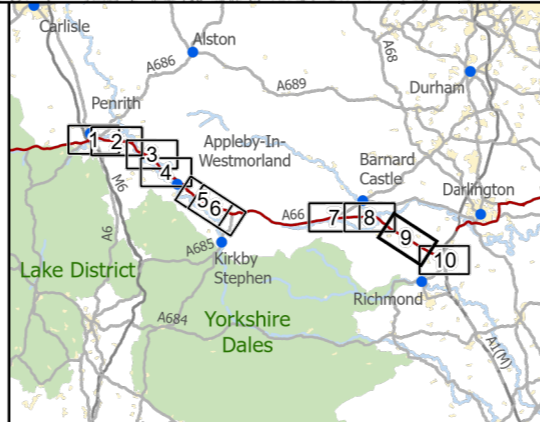 Carlisle
Alston
A686
A68
A689
Durham
Penrith
1
2
3
4
5
6
Appleby-In-
Westmorland
Barnard
Castle
Darlington
M6
A6
A66
7
8
9
10
A685
Kirkby
Stephen
Lake District
Richmond
A684
Yorkshire
Dales
A1(M)